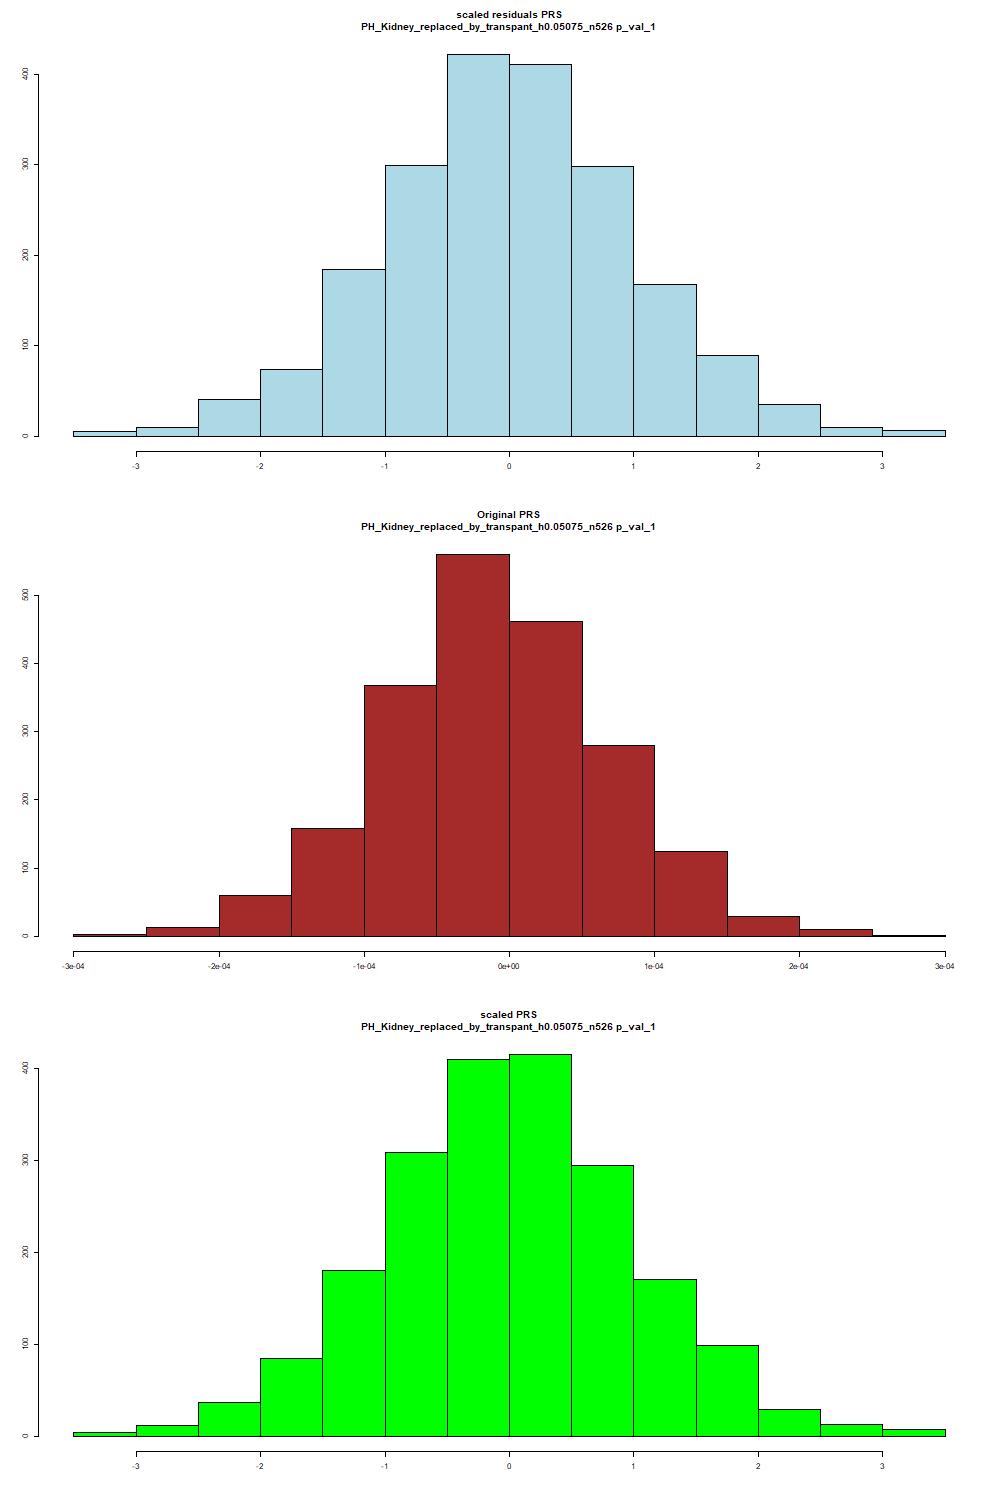 scaled residuals PRS
PH_Kidney_replaced_by_transpant_h0.05075_n526 p_val_1
400
300
200
100
0
-3 -2 -1 0 1 2 3
Original PRS
PH_Kidney_replaced_by_transpant_h0.05075_n526 p_val_1
500
400
300
200
100
0
-3e-04 -2e-04 -1e-04 0e+00 1e-04 2e-04 3e-04
scaled PRS
PH_Kidney_replaced_by_transpant_h0.05075_n526 p_val_1
400
300
200
100
0
-3 -2 -1 0 1 2 3